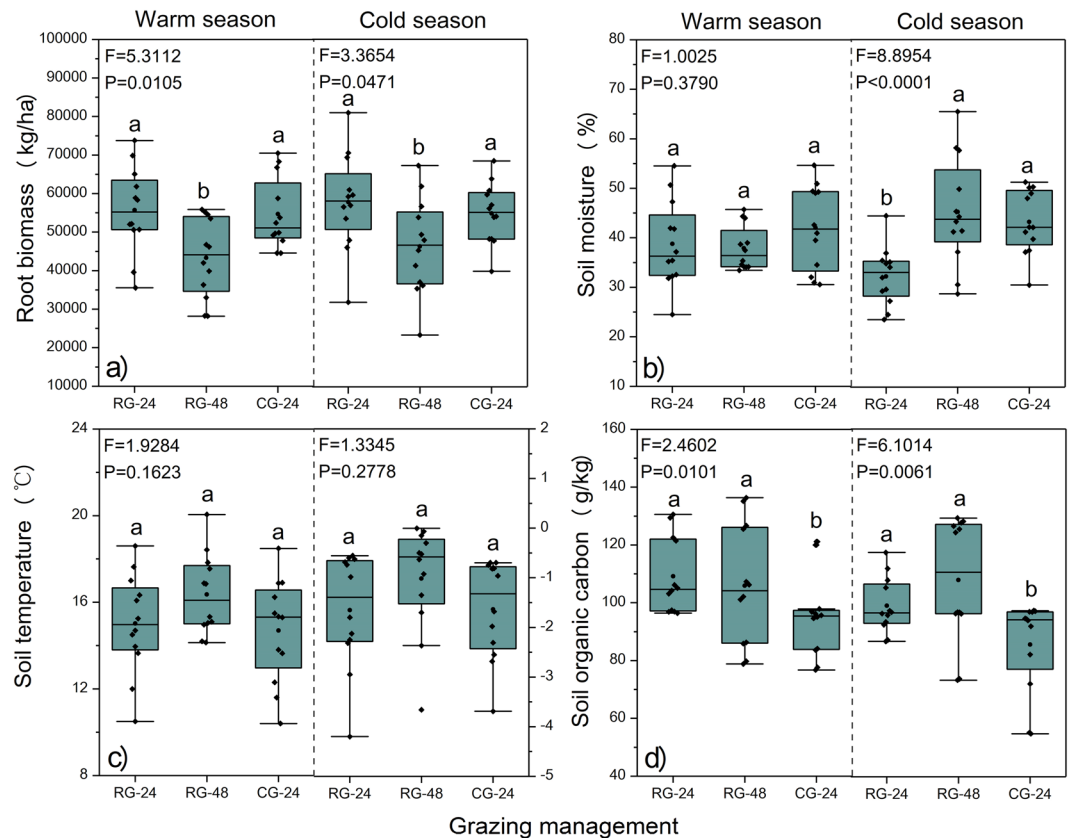 Warm season
Cold season
Warm season
Cold season
Root biomass (kg/ha)
100000
90000
80000
70000
60000
50000
40000
30000
20000
10000
F=5.3112
P=0.0105
F=3.3654
P=0.0471
a
b
a
a
b
a
a)
RG-24
RG-48
CG-24
RG-24
RG-48
CG-24
Soil moisture (%)
80
70
60
50
40
30
20
10
F=1.0025
P=0.3790
F=8.8954
P<0.0001
a
a
a
b
a
a
b)
RG-24
RG-48
CG-24
RG-24
RG-48
CG-24
Soil temperature (℃)
24
20
16
12
8
F=1.9284
P=0.1623
F=1.3345
P=0.2778
a
a
a
a
a
a
2
1
0
-1
-2
-3
-4
-5
c)
RG-24
RG-48
CG-24
RG-24
RG-48
CG-24
Soil organic carbon (g/kg)
160
140
120
100
80
60
40
F=2.4602
P=0.0101
F=6.1014
P=0.0061
a
a
b
a
a
b
d)
RG-24
RG-48
CG-24
RG-24
RG-48
CG-24
Grazing management